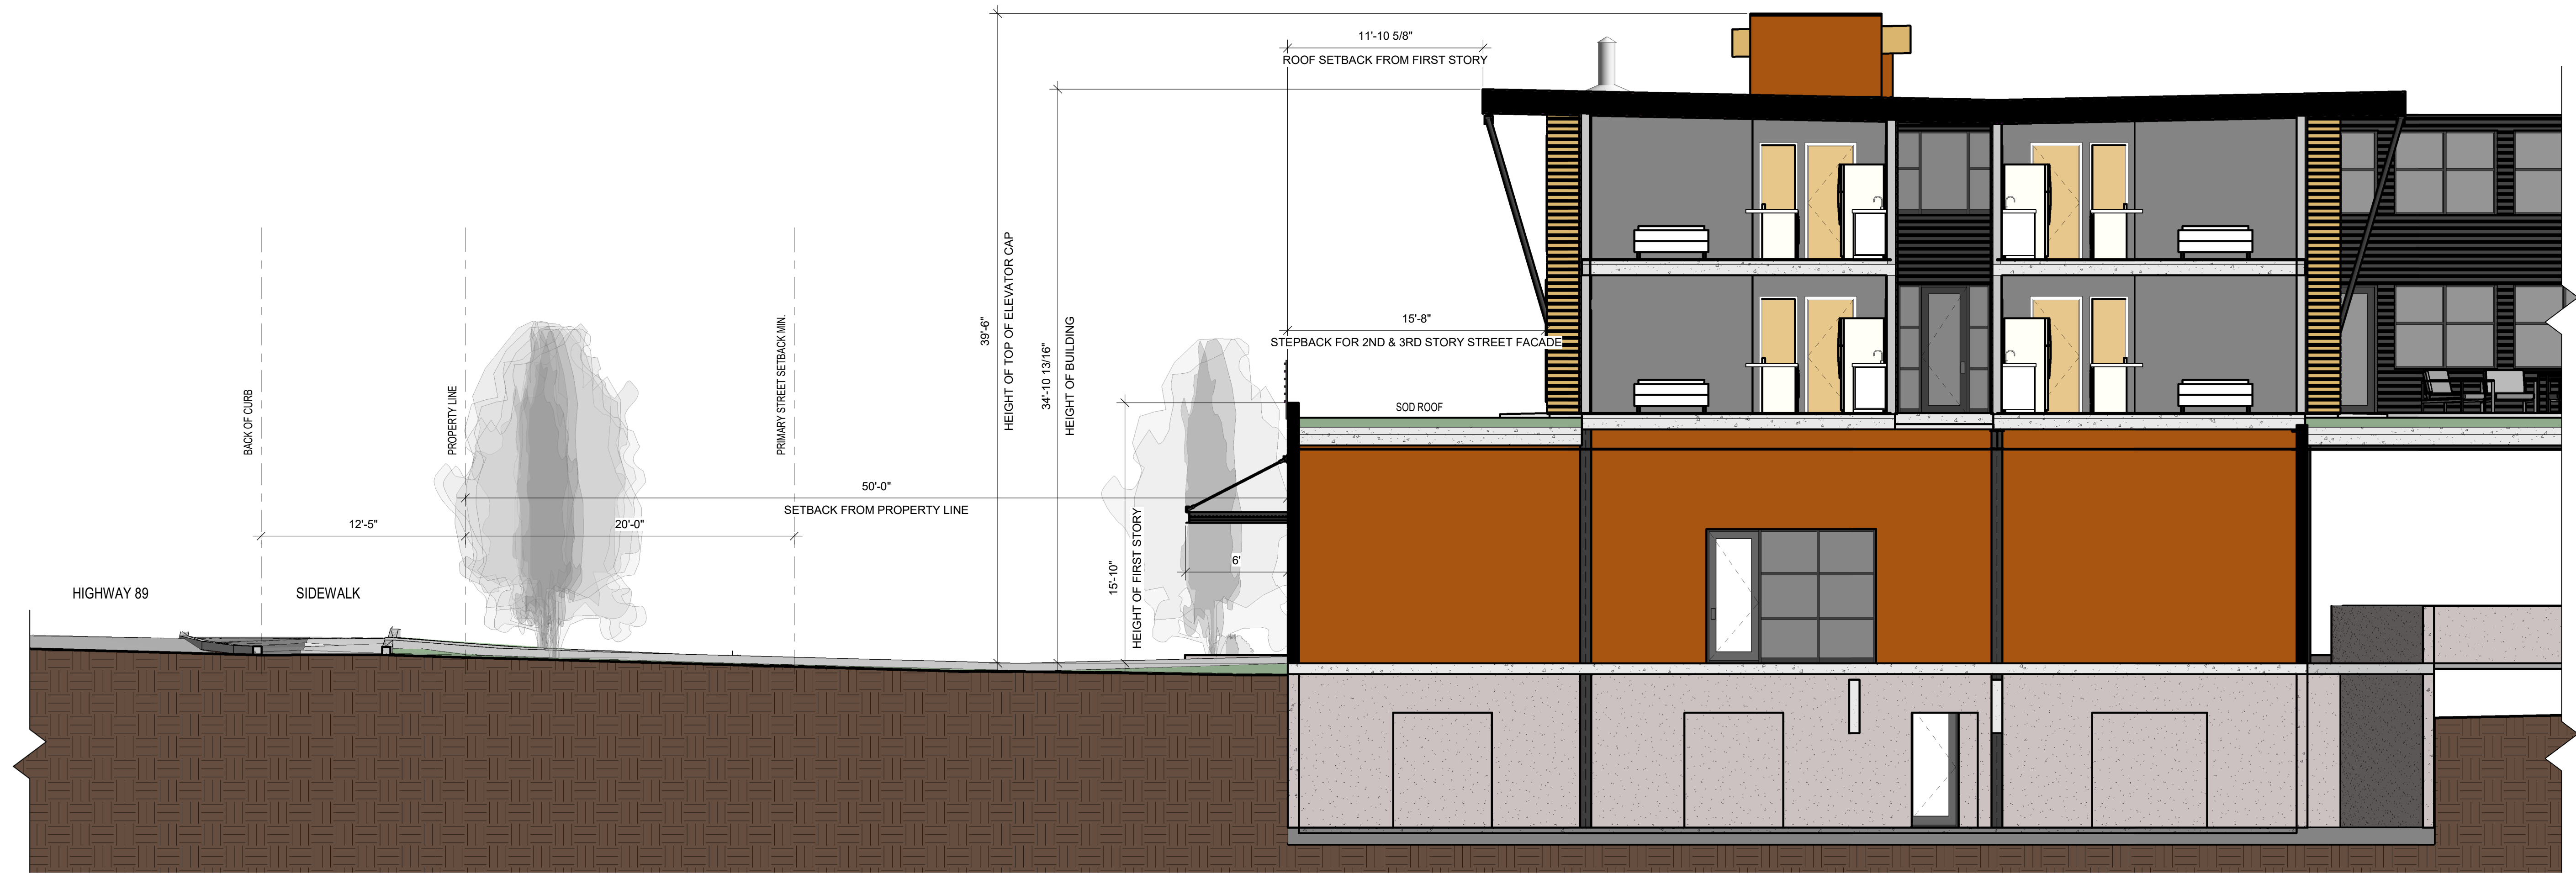 11'-10 5/8"
ROOF SETBACK FROM FIRST STORY
39'-6"
HEIGHT OF TOP OF ELEVATOR CAP
34'-10 13/16"
HEIGHT OF BUILDING
15'-8"
STEPBACK FOR 2ND & 3RD STORY STREET FACADE
BACK OF CURB
PROPERTY LINE
PRIMARY STREET SETBACK MIN.
SOD ROOF
50'-0"
SETBACK FROM PROPERTY LINE
12'-5"
20'-0"
15'-10"
HEIGHT OF FIRST STORY
6'
HIGHWAY 89
SIDEWALK